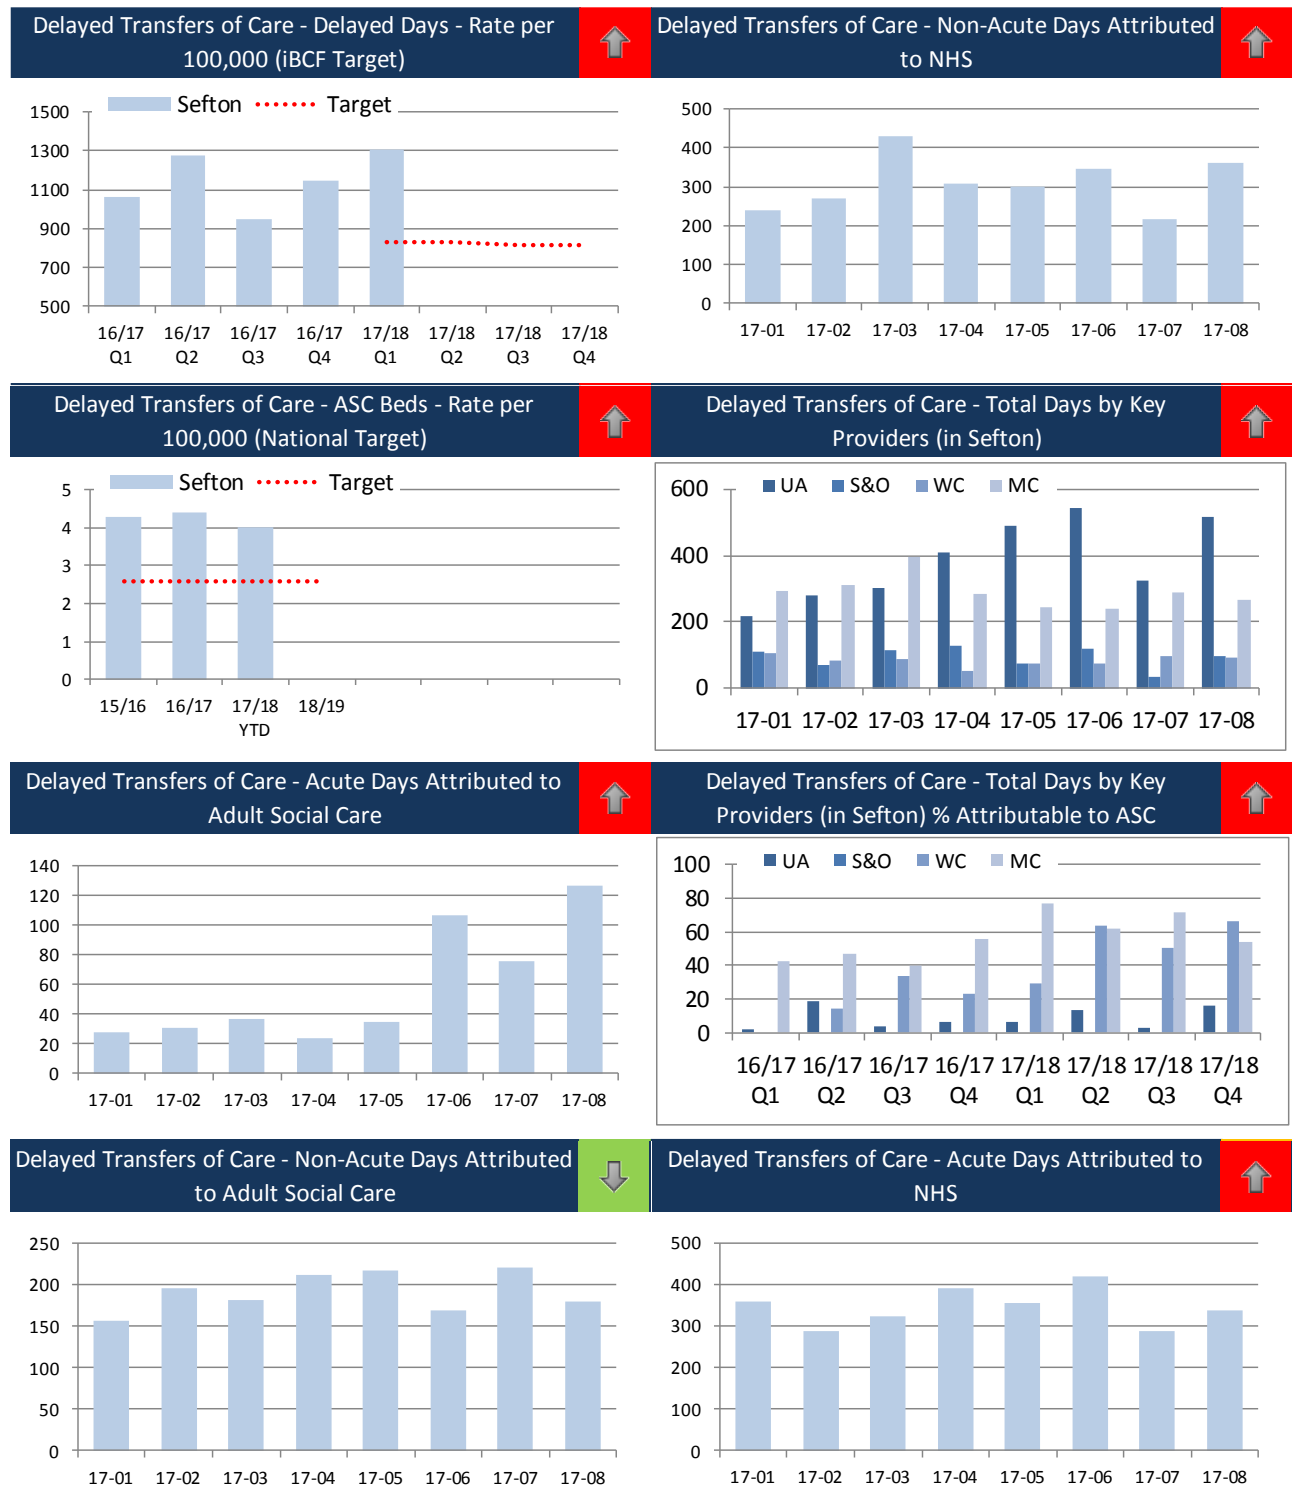 Delayed Transfers of Care - Delayed Days - Rate per
100,000 (iBCF Target)
Sefton Target
1500
1300
1100
900
700
500
16/17 16/17 16/17 16/17 17/18 17/18 17/18 17/18
Q1 Q2 Q3 Q4 Q1 Q2 Q3 Q4
Delayed Transfers of Care - Non-Acute Days Attributed
to NHS
500
400
300
200
100
0
17-01 17-02 17-03 17-04 17-05 17-06 17-07 17-08
Delayed Transfers of Care - ASC Beds - Rate per
100,000 (National Target)
Sefton Target
5
4
3
2
1
0
15/16 16/17 17/18 18/19
YTD
Delayed Transfers of Care - Total Days by Key
Providers (in Sefton)
UA S&O WC MC
600
400
200
0
17-01 17-02 17-03 17-04 17-05 17-06 17-07 17-08
Delayed Transfers of Care - Acute Days Attributed to
Adult Social Care
140
120
100
80
60
40
20
0
17-01 17-02 17-03 17-04 17-05 17-06 17-07 17-08
Delayed Transfers of Care - Total Days by Key
Providers (in Sefton) % Attributable to ASC
UA S&O WC MC
100
80
60
40
20
0
16/17 16/17 16/17 16/17 17/18 17/18 17/18 17/18
Q1 Q2 Q3 Q4 Q1 Q2 Q3 Q4
Delayed Transfers of Care - Non-Acute Days Attributed
to Adult Social Care
250
200
150
100
50
0
17-01 17-02 17-03 17-04 17-05 17-06 17-07 17-08
Delayed Transfers of Care - Acute Days Attributed to
NHS
500
400
300
200
100
0
17-01 17-02 17-03 17-04 17-05 17-06 17-07 17-08